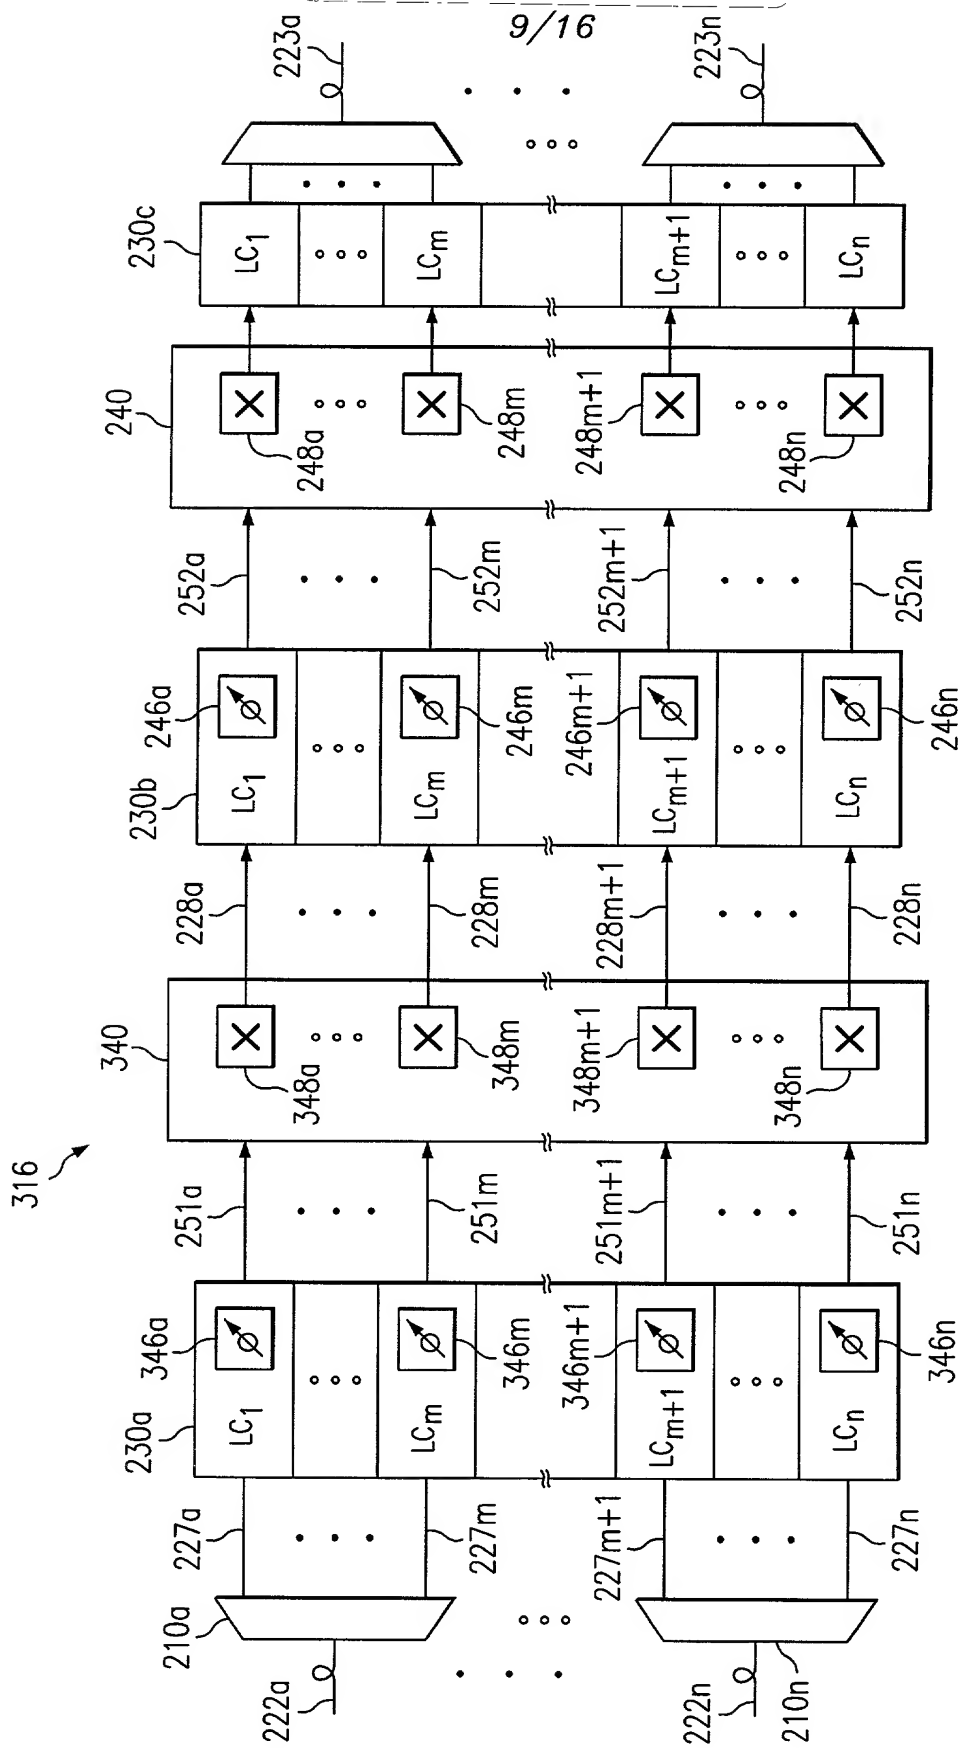 9/16
316
222a
210a
227a
230a
LC1
346a
251a
340
348a
228a
230b
LC1
246a
252a
240
248a
230c
LC1
223a
227m
LCm
346m
251m
348m
228m
LCm
246m
252m
248m
LCm
227m+1
LCm+1
346m+1
251m+1
348m+1
228m+1
LCm+1
246m+1
252m+1
248m+1
LCm+1
222n
210n
227n
LCn
346n
251n
348n
228n
LCn
246n
252n
248n
LCn
223n